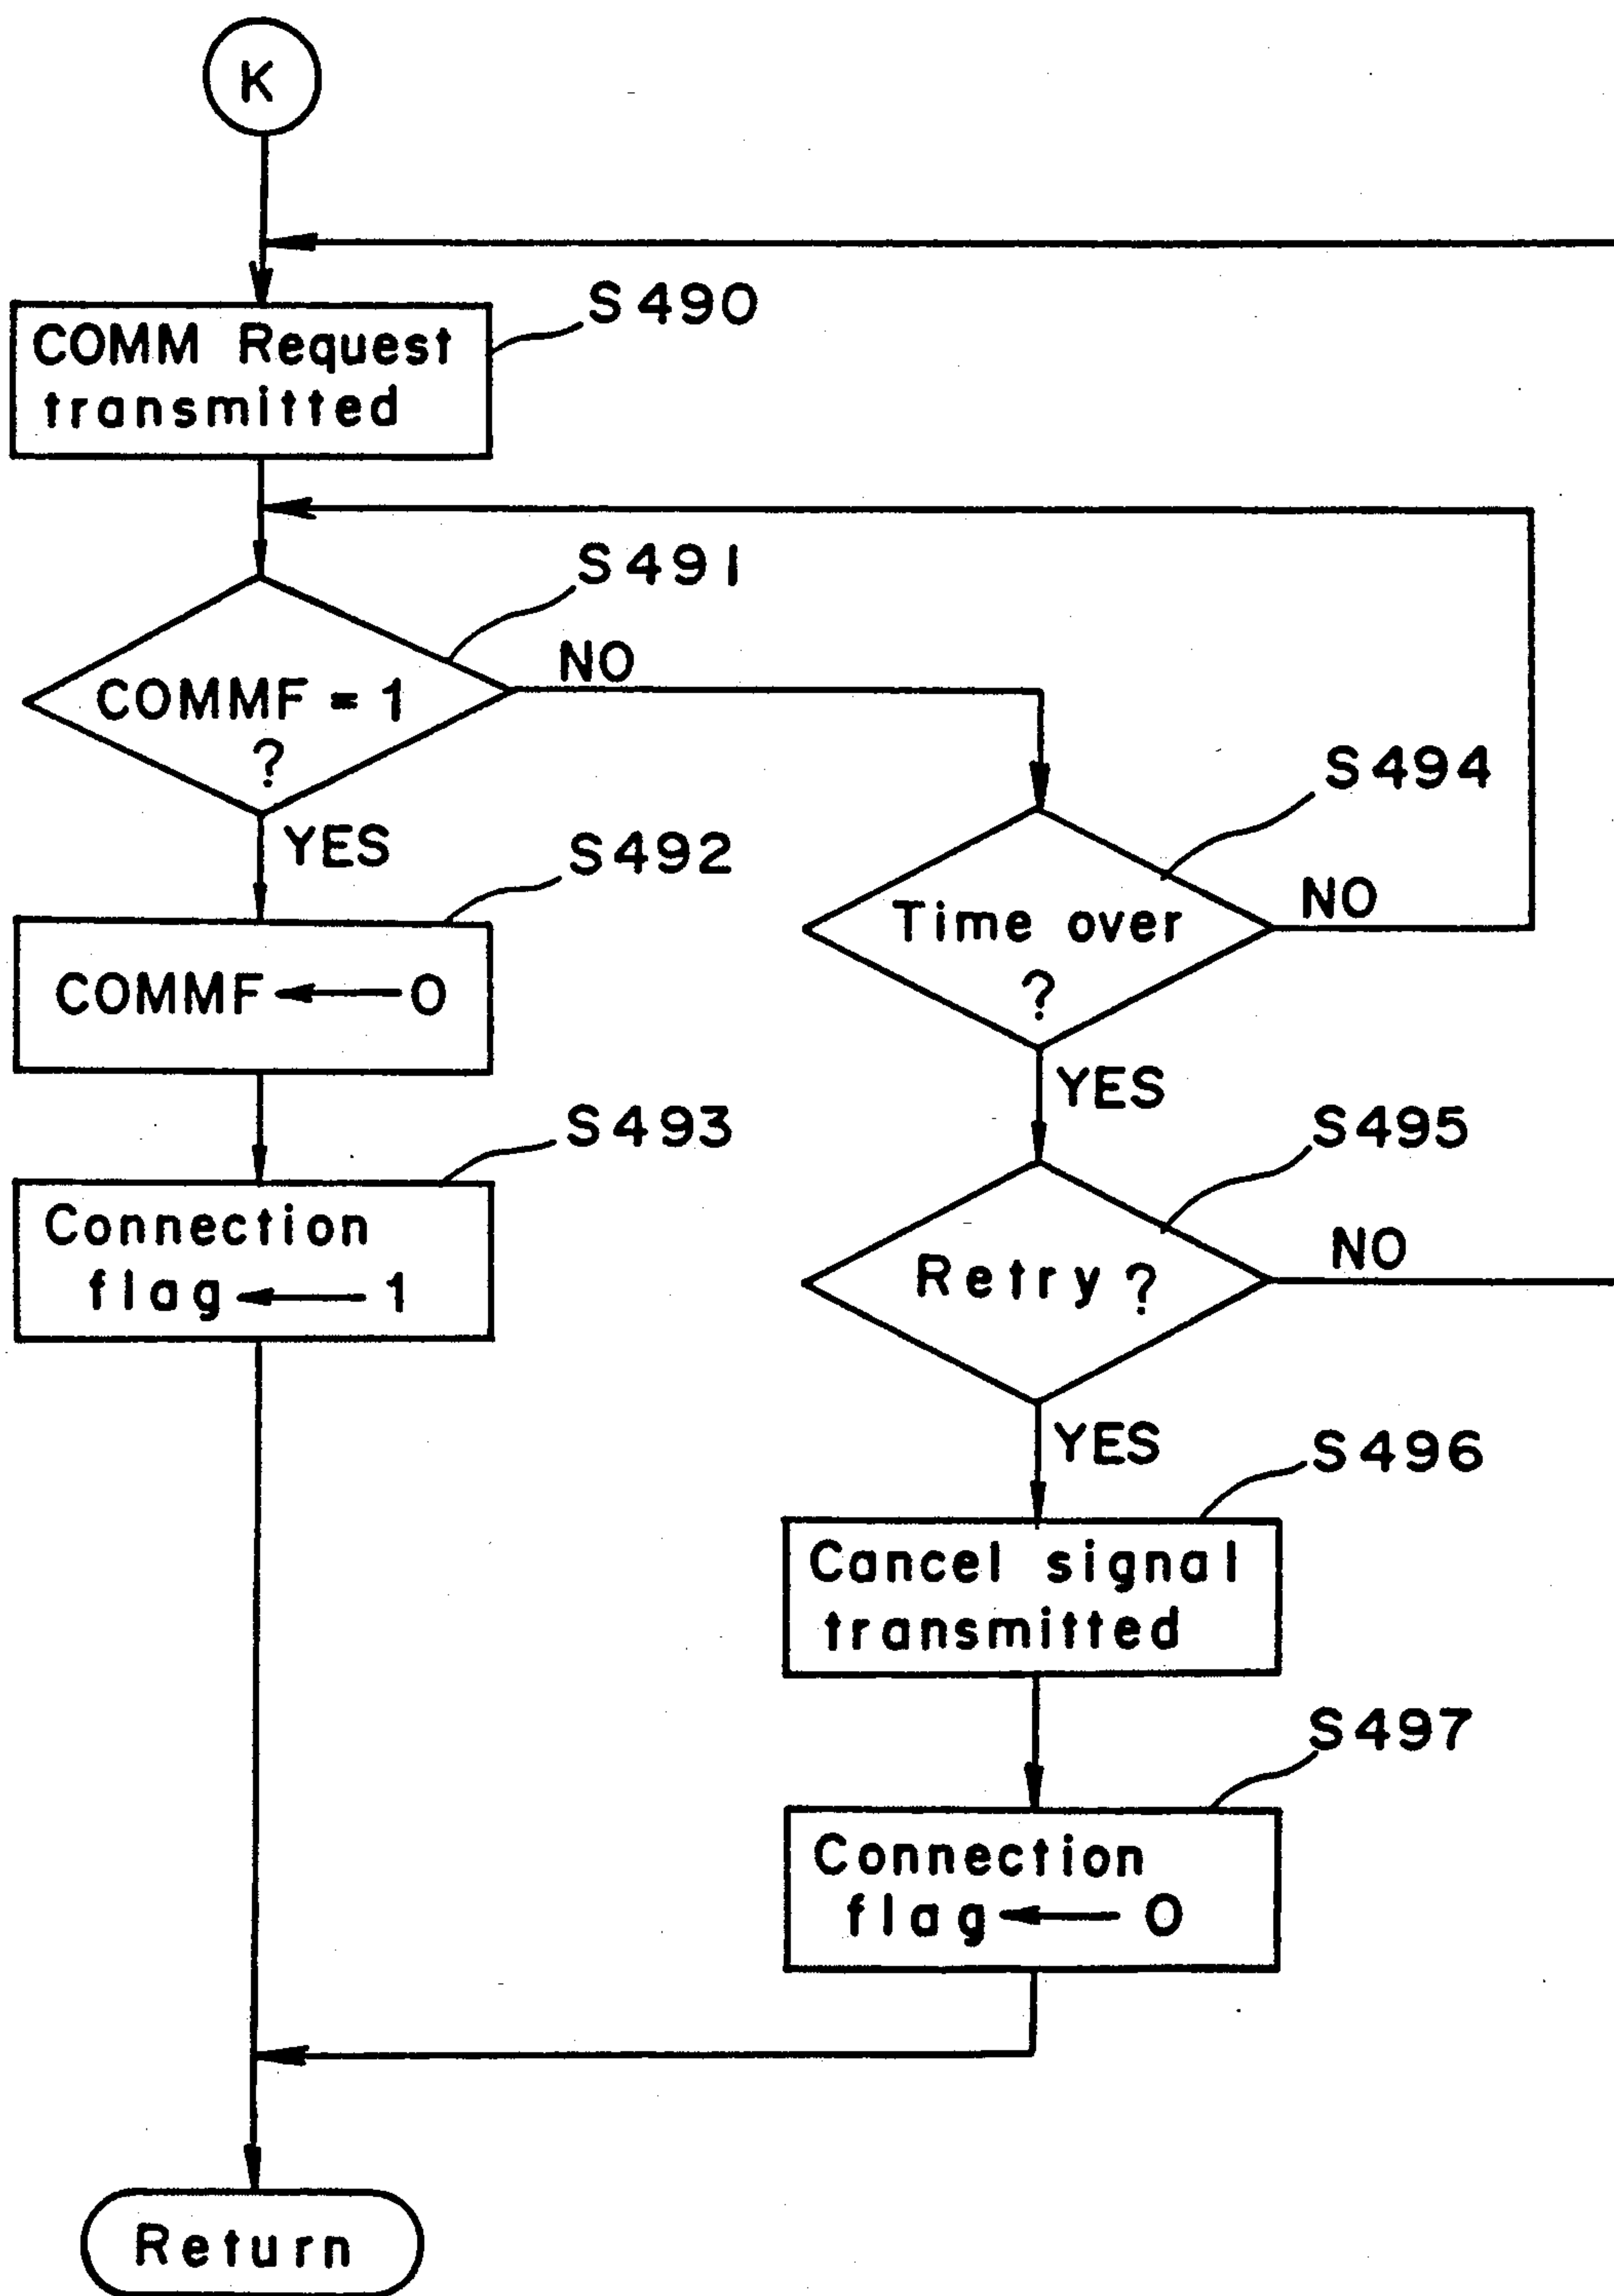 K
S490
COMM Request
transmitted
S491
COMMF = 1
?
NO
YES
S492
COMMF ← 0
S493
Connection
flag ← 1
S494
Time over
?
NO
YES
S495
Retry ?
NO
YES
S496
Cancel signal
transmitted
S497
Connection
flag ← 0
Return